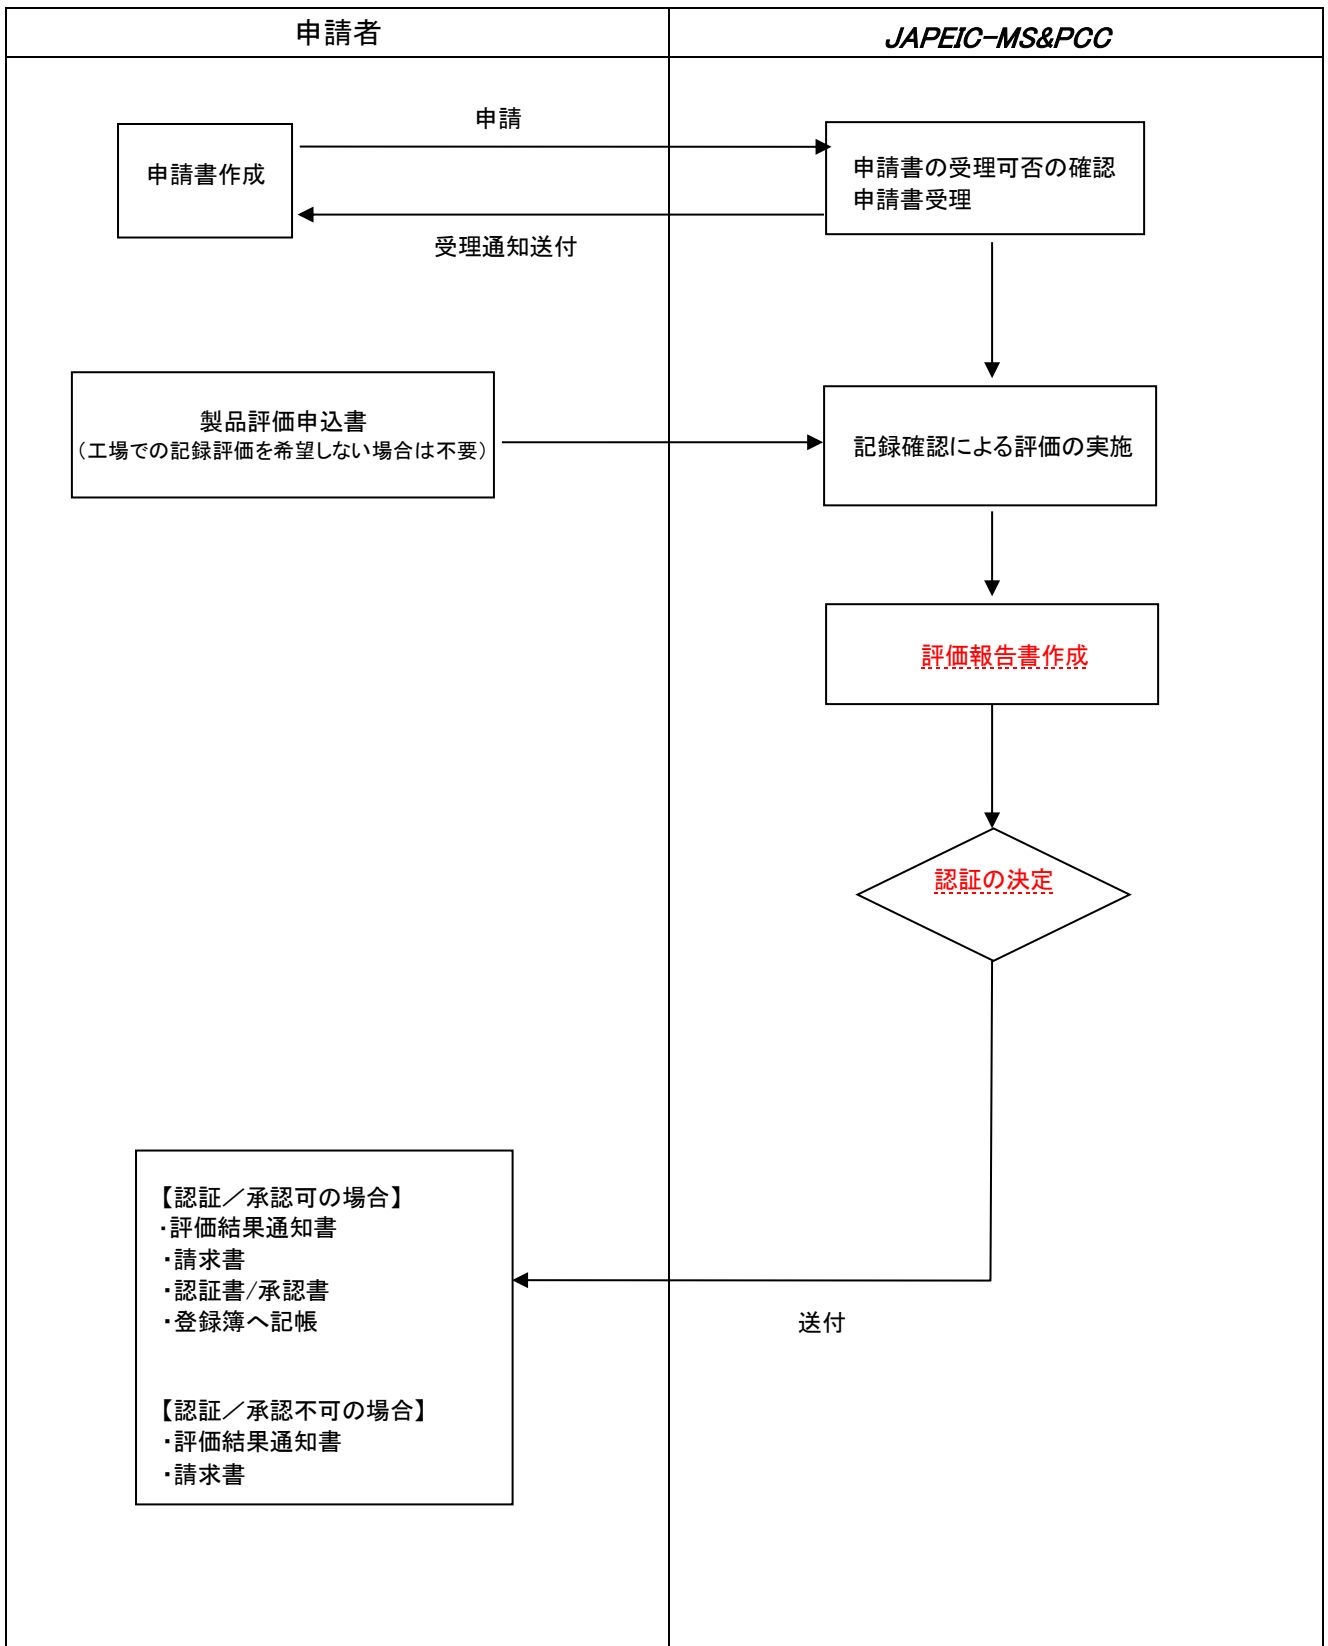 申請者
JAPEIC-MS&PCC
申請
申請書作成
申請書の受理可否の確認
申請書受理
受理通知送付
製品評価申込書
（工場での記録評価を希望しない場合は不要）
記録確認による評価の実施
評価報告書作成
認証の決定
【認証／承認可の場合】
・評価結果通知書
・請求書
・認証書/承認書
・登録簿へ記帳
送付
【認証／承認不可の場合】
・評価結果通知書
・請求書